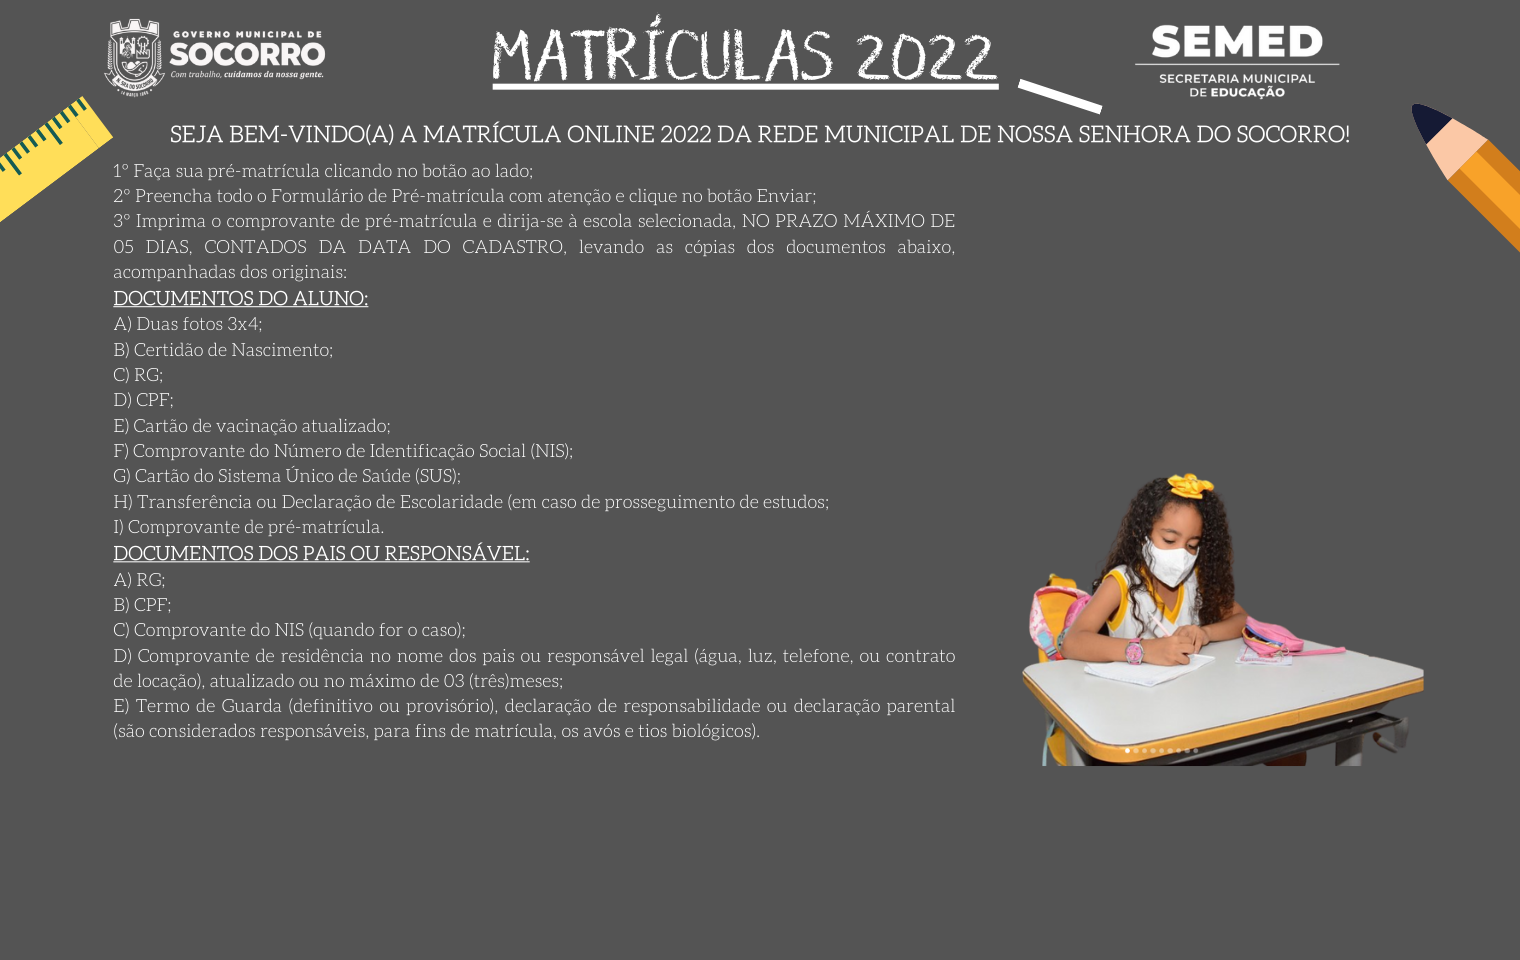 GOVERNO MUNICIPAL DE
SOCORRO
Com trabalho, cuidamos da nossa gente.
MATRÍCULAS 2022
SEMED
SECRETARIA MUNICIPAL
DE EDUCAÇÃO
SEJA BEM-VINDO(A) A MATRÍCULA ONLINE 2022 DA REDE MUNICIPAL DE NOSSA SENHORA DO SOCORRO!
1º Faça sua pré-matrícula clicando no botão ao lado;
2º Preencha todo o Formulário de Pré-matrícula com atenção e clique no botão Enviar;
3º Imprima o comprovante de pré-matrícula e dirija-se à escola selecionada, NO PRAZO MÁXIMO DE
05 DIAS, CONTADOS DA DATA DO CADASTRO, levando as cópias dos documentos abaixo,
acompanhadas dos originais:
DOCUMENTOS DO ALUNO:
A) Duas fotos 3x4;
B) Certidão de Nascimento;
C) RG;
D) CPF;
E) Cartão de vacinação atualizado;
F) Comprovante do Número de Identificação Social (NIS);
G) Cartão do Sistema Único de Saúde (SUS);
H) Transferência ou Declaração de Escolaridade (em caso de prosseguimento de estudos;
I) Comprovante de pré-matrícula.
DOCUMENTOS DOS PAIS OU RESPONSÁVEL:
A) RG;
B) CPF;
C) Comprovante do NIS (quando for o caso);
D) Comprovante de residência no nome dos pais ou responsável legal (água, luz, telefone, ou contrato
de locação), atualizado ou no máximo de 03 (três)meses;
E) Termo de Guarda (definitivo ou provisório), declaração de responsabilidade ou declaração parental
(são considerados responsáveis, para fins de matrícula, os avós e tios biológicos).